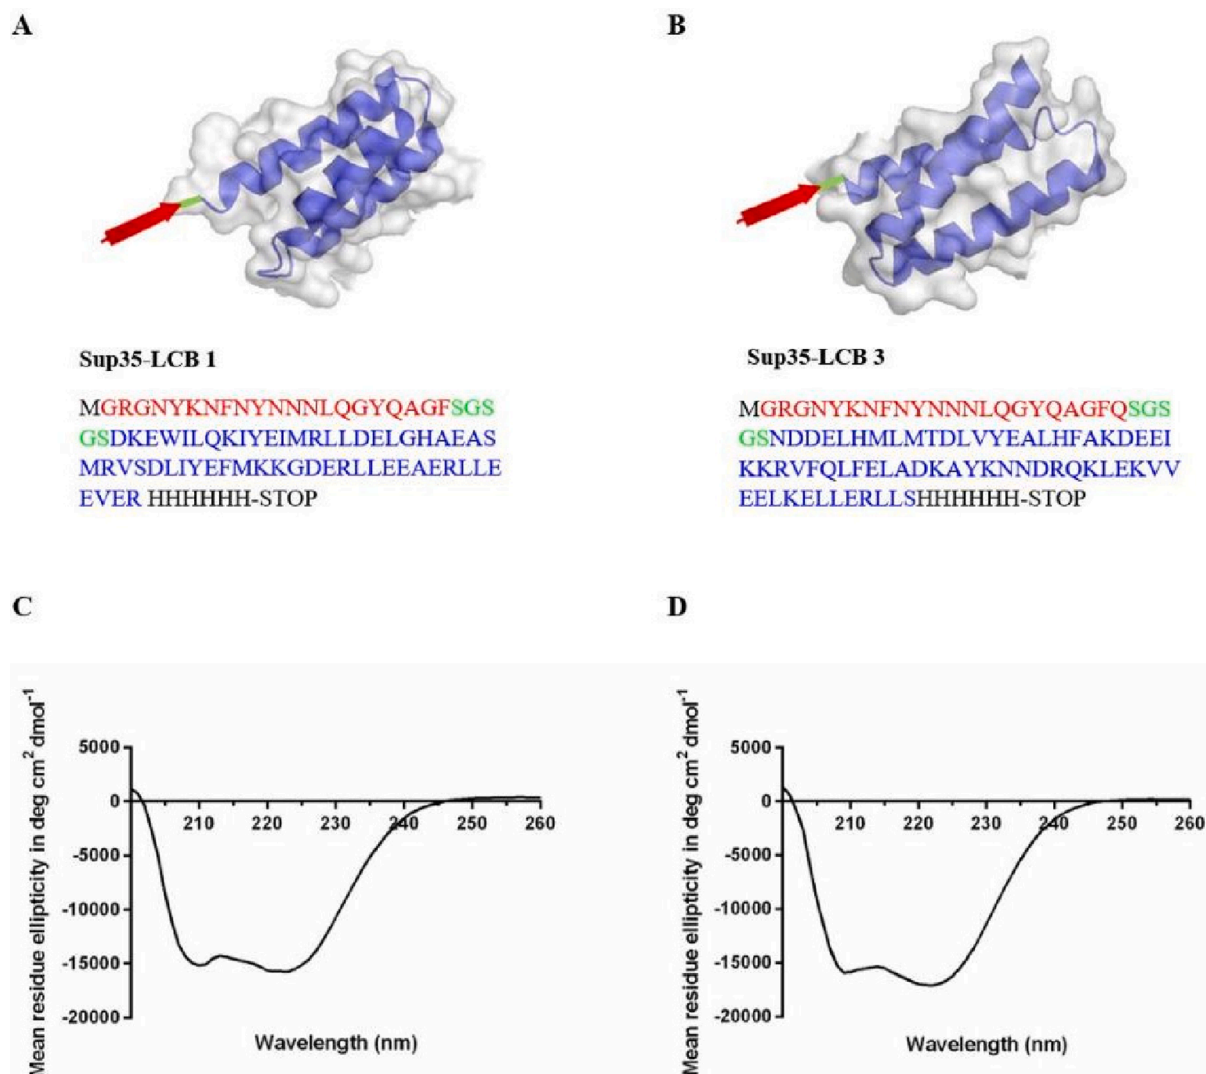 A
B
Sup35-LCB 1
MGRGNYKNFNYNNNLQGYQAGFSGS
GSDKEWILQKIYEIMRLLDELGHAEAS
MRVSDLIYEFMKKGDERLLEEAERLLE
EVER HHHHHH-STOP
Sup35-LCB 3
MGRGNYKNFNYNNNLQGYQAGFQSGS
GSNDDELHMLMTDLVYEALHFAKDEEI
KKRVFQLFELADKAYKNNDRQKLEKVV
EELKELLERLLSHHHHHH-STOP
C
D
Mean residue ellipticity in deg cm² dmol⁻¹
5000
0
-5000
-10000
-15000
-20000
210 220 230 240 250 260
Wavelength (nm)
Mean residue ellipticity in deg cm² dmol⁻¹
5000
0
-5000
-10000
-15000
-20000
210 220 230 240 250 260
Wavelength (nm)